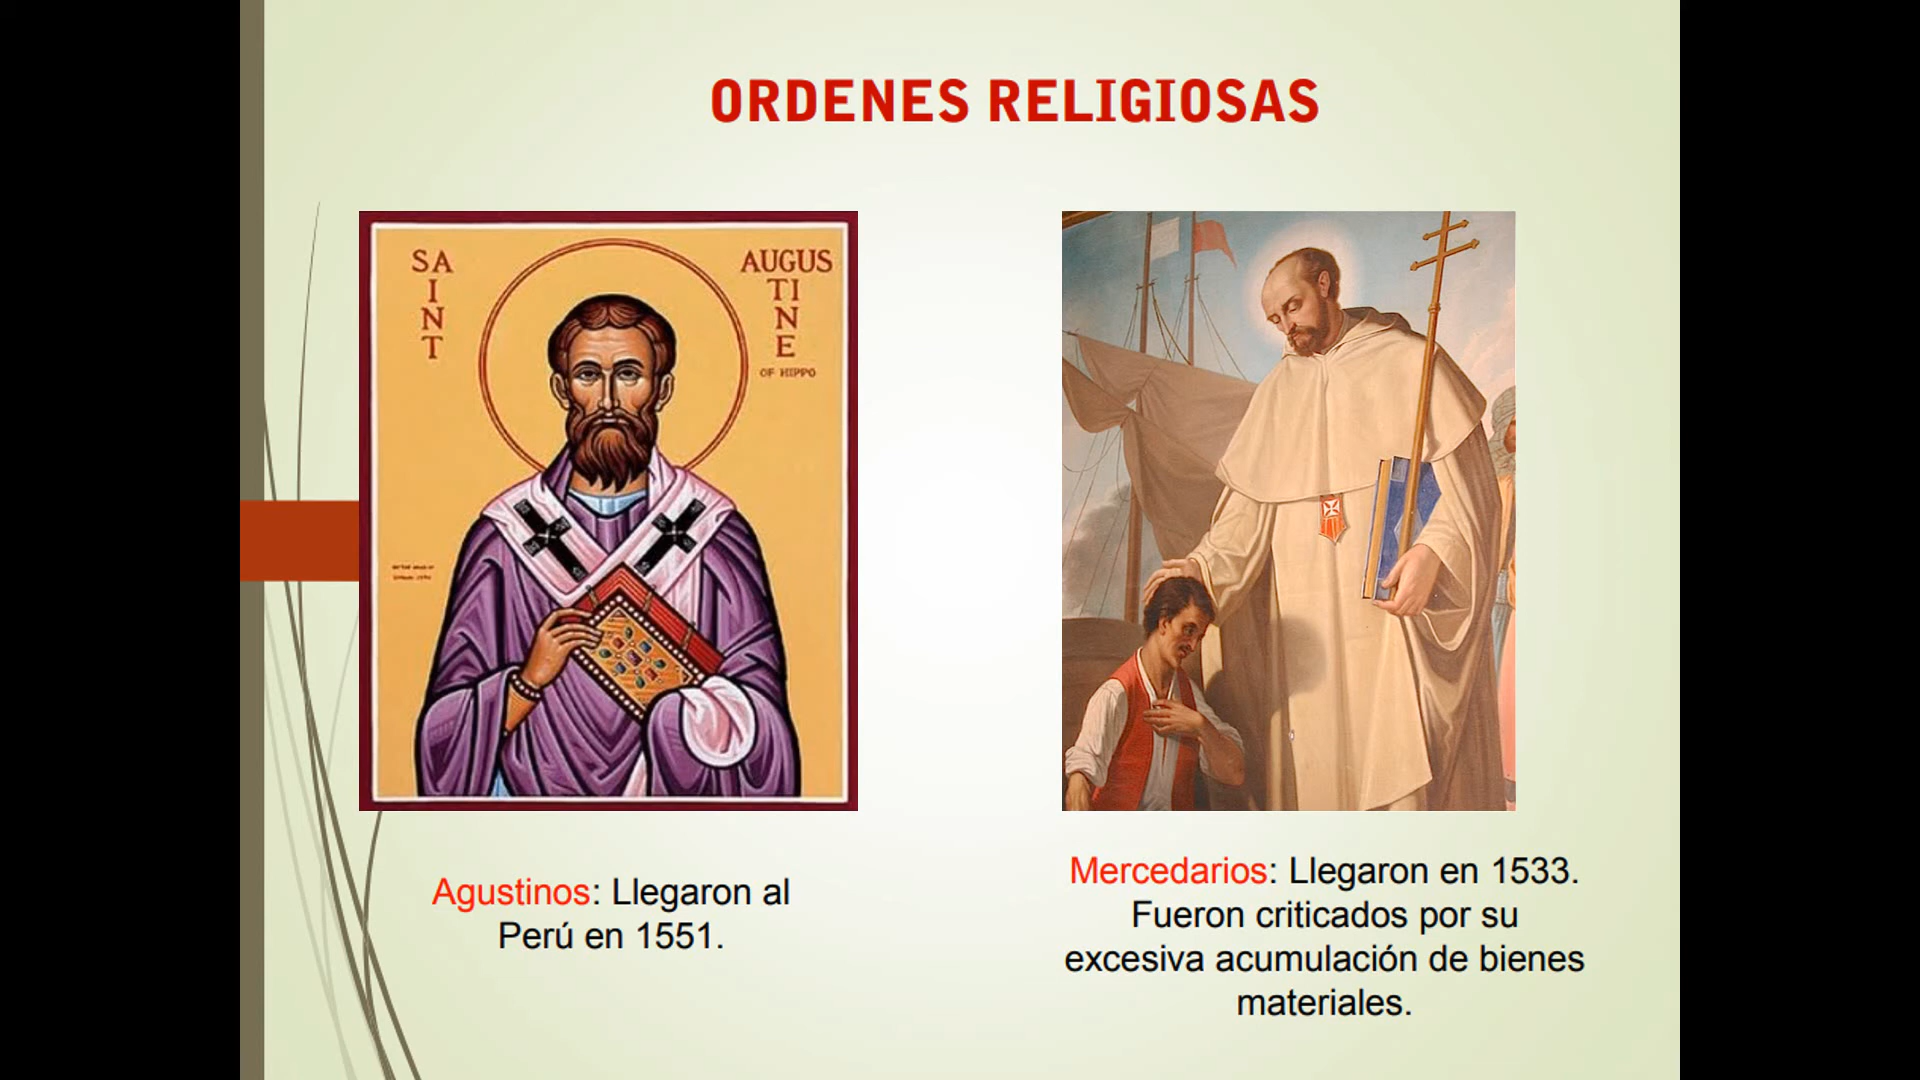 ORDENES RELIGIOSAS
SA
I
N
T
AUGUS
TI
N
E
OF HIPPO
Agustinos: Llegaron al
Perú en 1551.
Mercedarios: Llegaron en 1533.
Fueron criticados por su
excesiva acumulación de bienes
materiales.